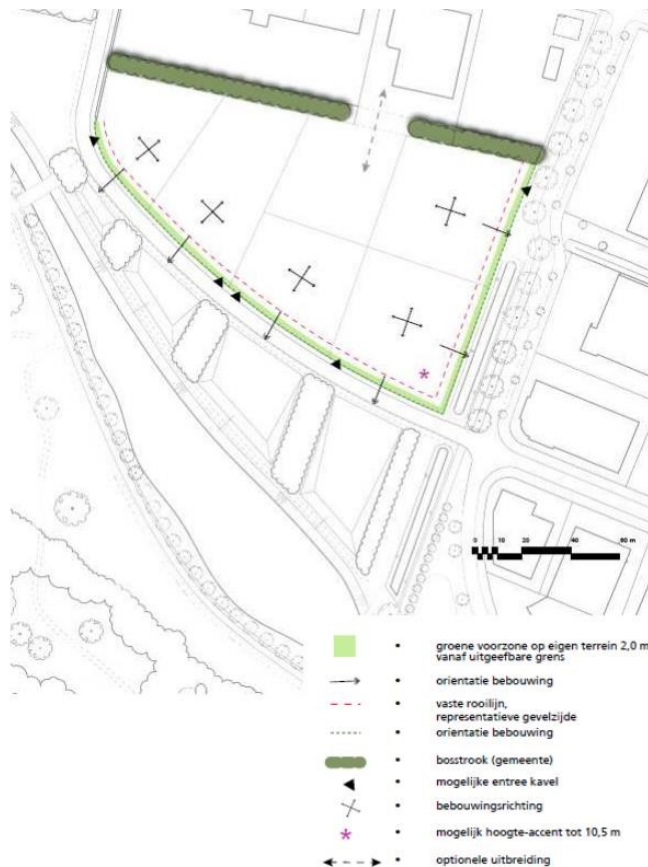 0 10 20 40 60 m
groene voorzone op eigen terrein 2,0 m
vanaf uitgeefbare grens
orientatie bebouwing
vaste rooilijn,
representatieve gevelzijde
orientatie bebouwing
bosstrook (gemeente)
mogelijke entree kavel
bebouwingsrichting
mogelijk hoogte-accent tot 10,5 m
optionele uitbreiding